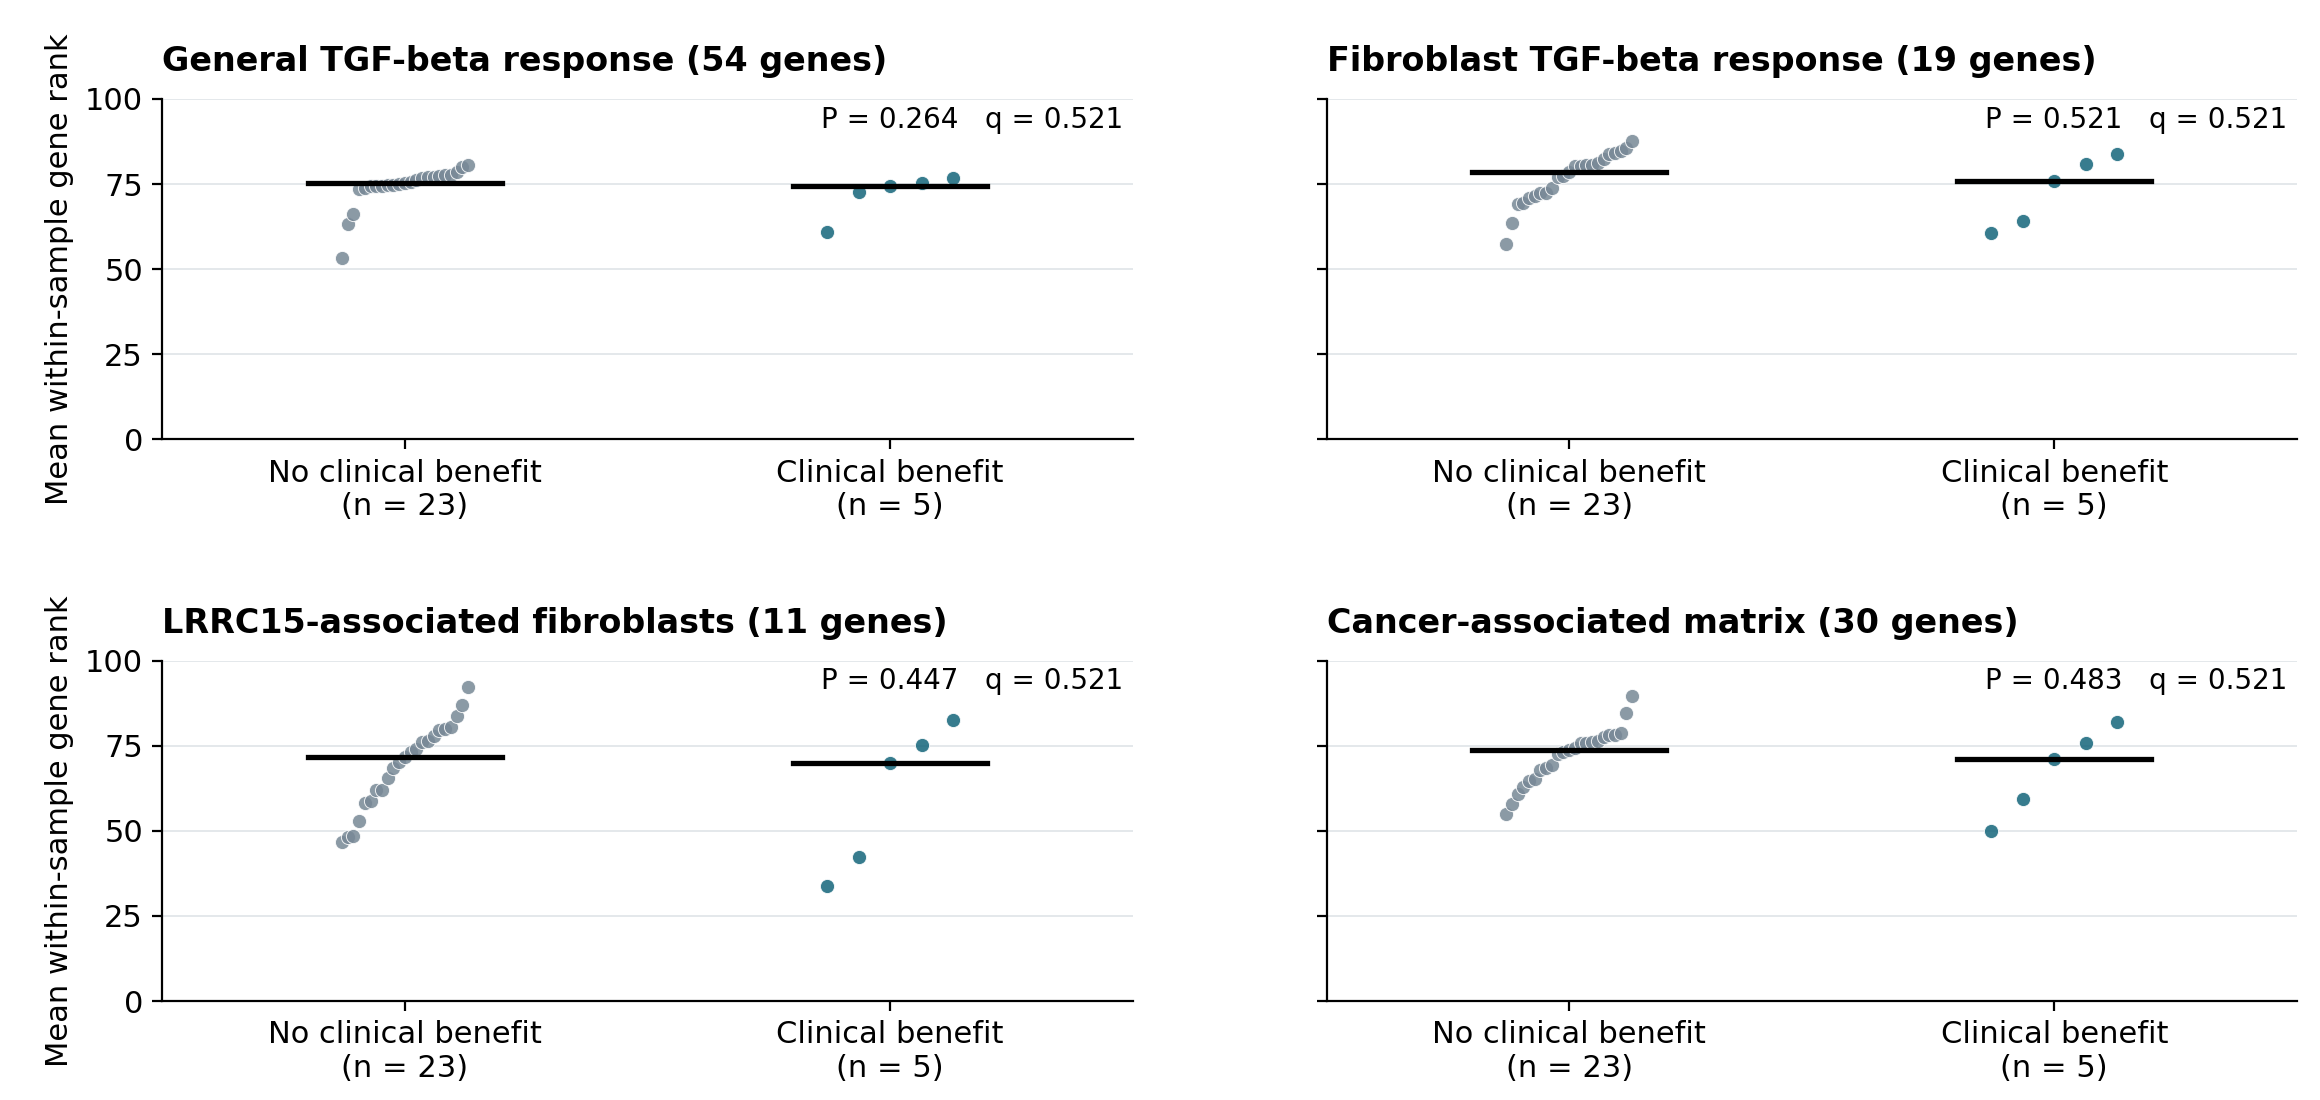 General TGF-beta response (54 genes)
Mean within-sample gene rank
100
75
50
25
0
P = 0.264 q = 0.521
No clinical benefit
(n = 23)
Clinical benefit
(n = 5)
Fibroblast TGF-beta response (19 genes)
P = 0.521 q = 0.521
No clinical benefit
(n = 23)
Clinical benefit
(n = 5)
LRRC15-associated fibroblasts (11 genes)
Mean within-sample gene rank
100
75
50
25
0
P = 0.447 q = 0.521
No clinical benefit
(n = 23)
Clinical benefit
(n = 5)
Cancer-associated matrix (30 genes)
P = 0.483 q = 0.521
No clinical benefit
(n = 23)
Clinical benefit
(n = 5)